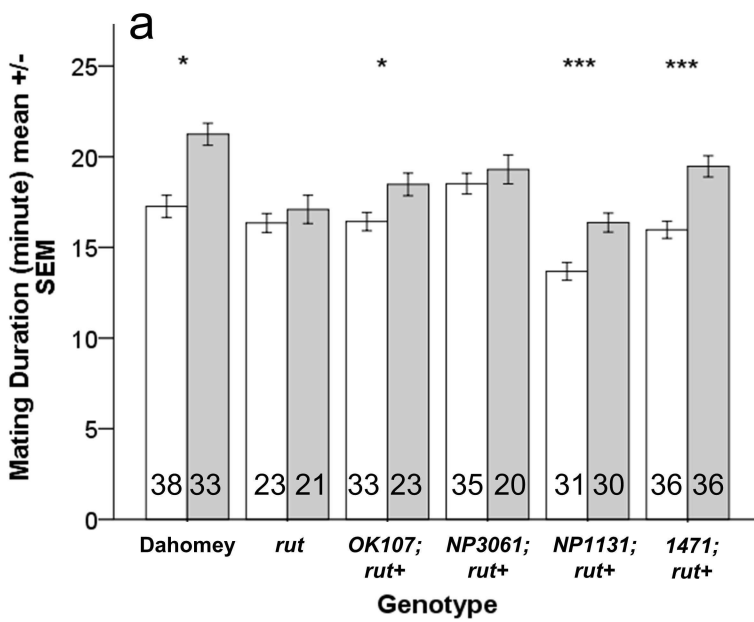 a
Mating Duration (minute) mean +/-
SEM
25
20
15
10
5
0
* * *** ***
38 33 23 21 33 23 35 20 31 30 36 36
Dahomey rut OK107; NP3061; NP1131; 1471;
rut+ rut+ rut+ rut+
Genotype